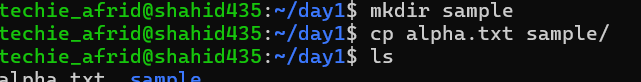 techie_afrid@shahid435:~/day1$ mkdir sample
techie_afrid@shahid435:~/day1$ cp alpha.txt sample/
techie_afrid@shahid435:~/day1$ ls
alpha.txt  sample